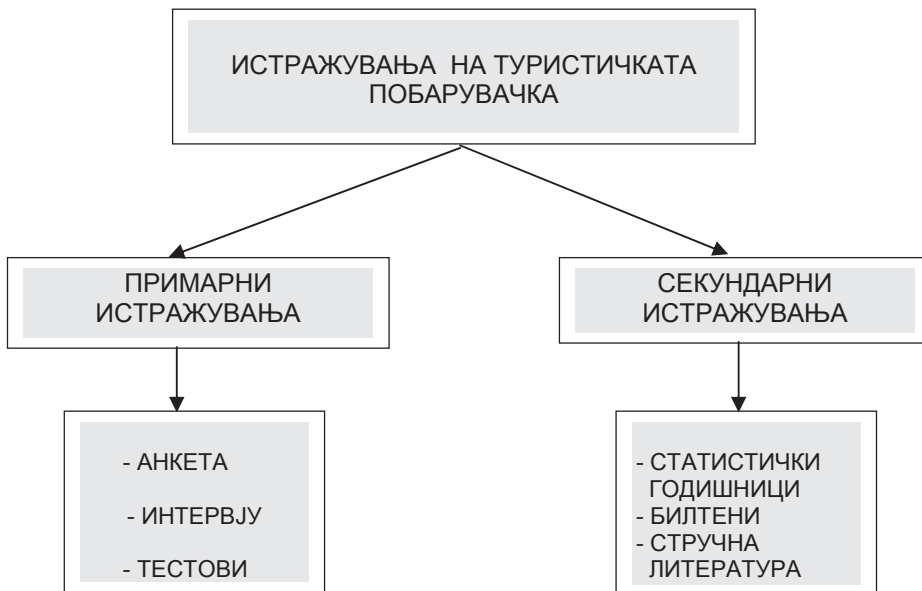 ИСТРАЖУВАЊА НА ТУРИСТИЧКАТА
ПОБАРУВАЧКА
ПРИМАРНИ
ИСТРАЖУВАЊА
СЕКУНДАРНИ
ИСТРАЖУВАЊА
- АНКЕТА
- ИНТЕРВЈУ
- ТЕСТОВИ
- СТАТИСТИЧКИ
ГОДИШНИЦИ
- БИЛТЕНИ
- СТРУЧНА
ЛИТЕРАТУРА